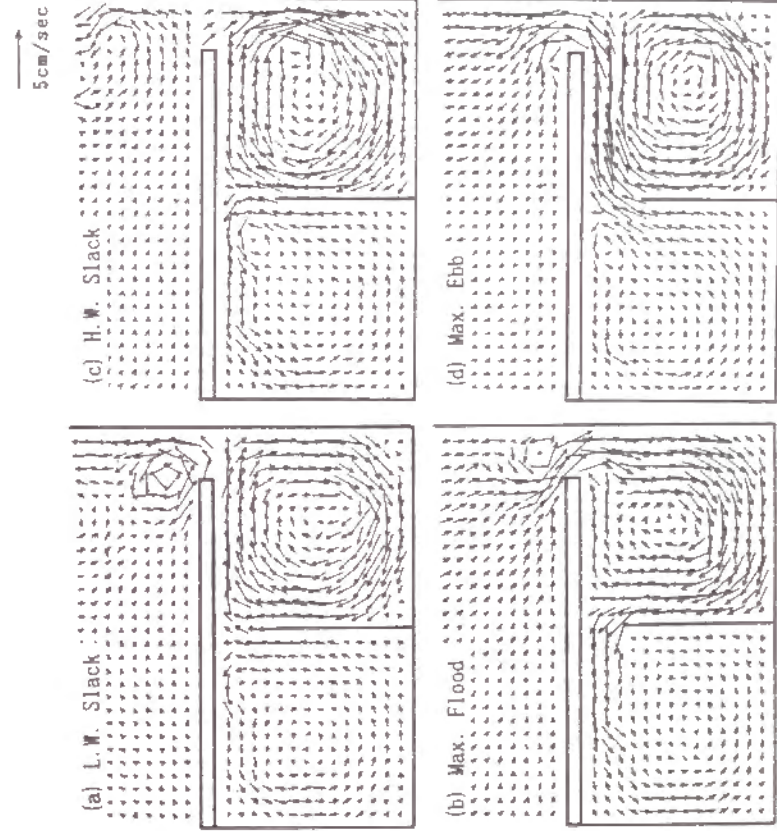 5cm/sec
(a) L.W. Slack
(b) Max. Flood
(c) H.W. Slack
(d) Max. Ebb